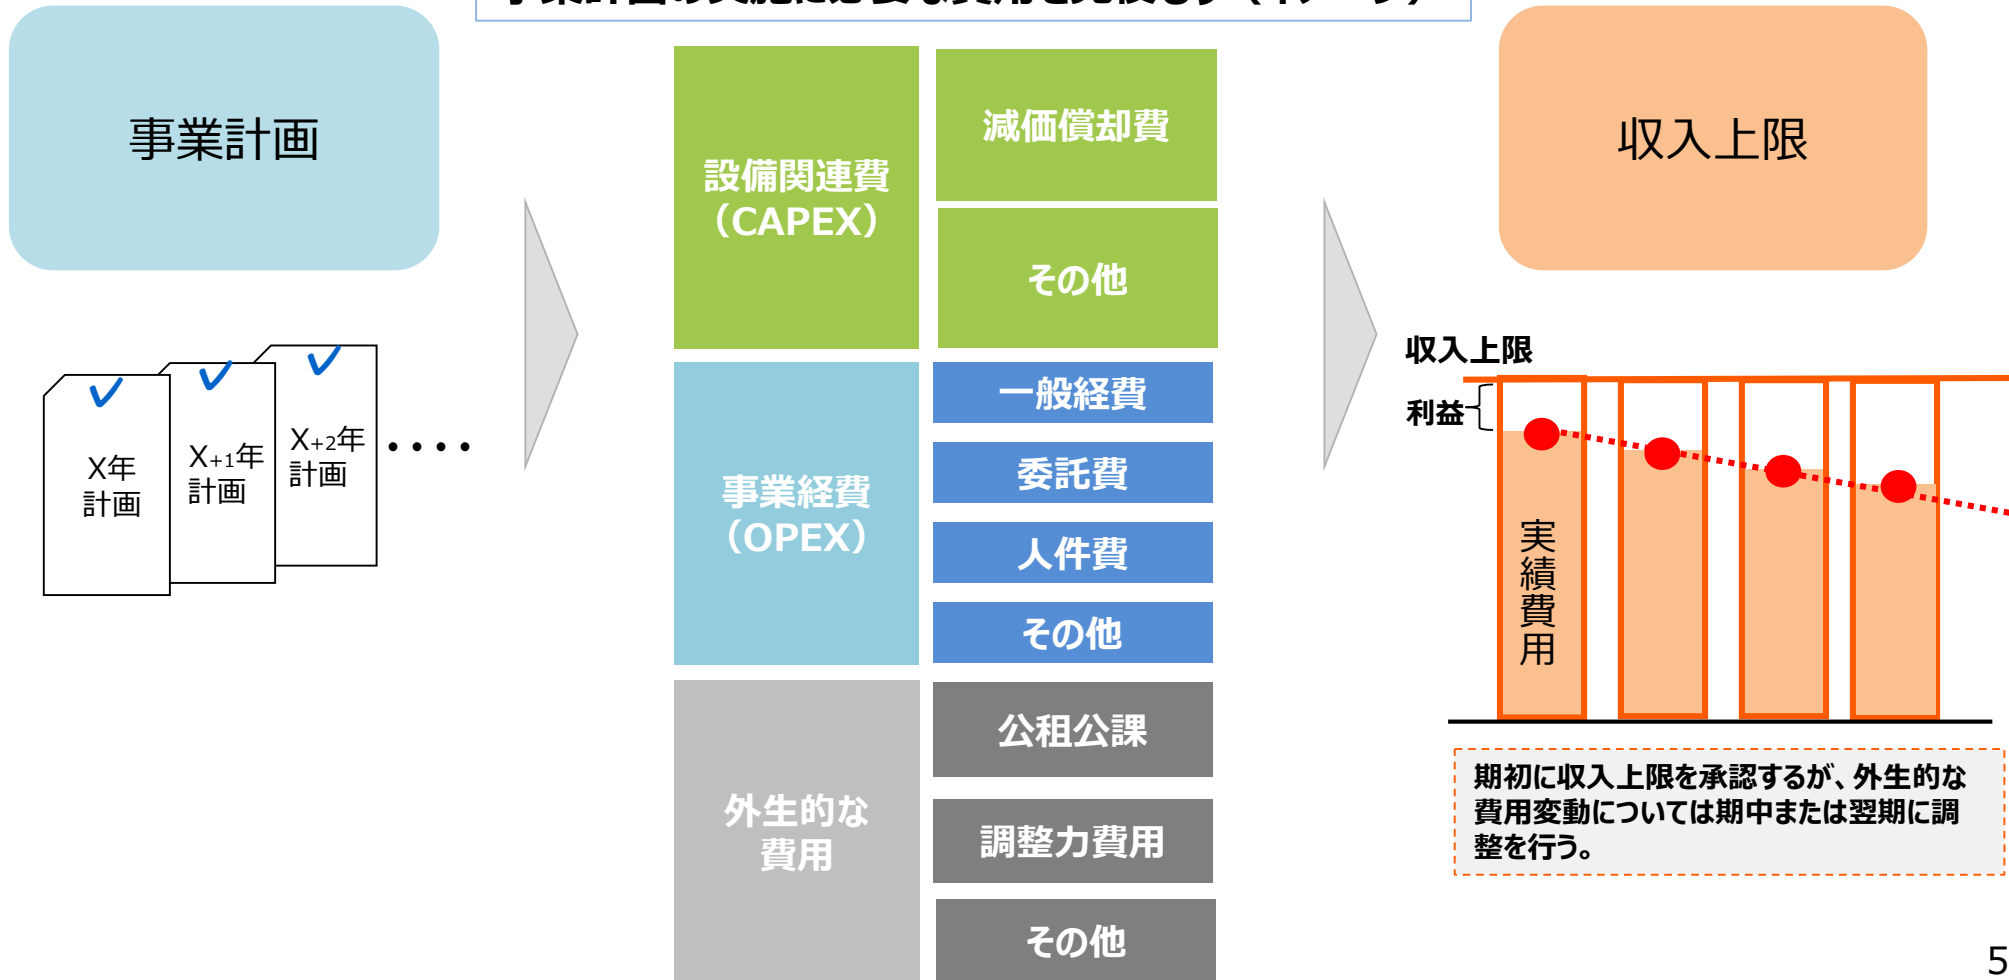 事業計画
X年
計画
X+1年
計画
X+2年
計画
・・・・
設備関連費
（CAPEX）
減価償却費
その他
事業経費
（OPEX）
一般経費
委託費
人件費
その他
外生的な
費用
公租公課
調整力費用
その他
収入上限
収入上限
利益
実績費用
期初に収入上限を承認するが、外生的な
費用変動については期中または翌期に調
整を行う。
5